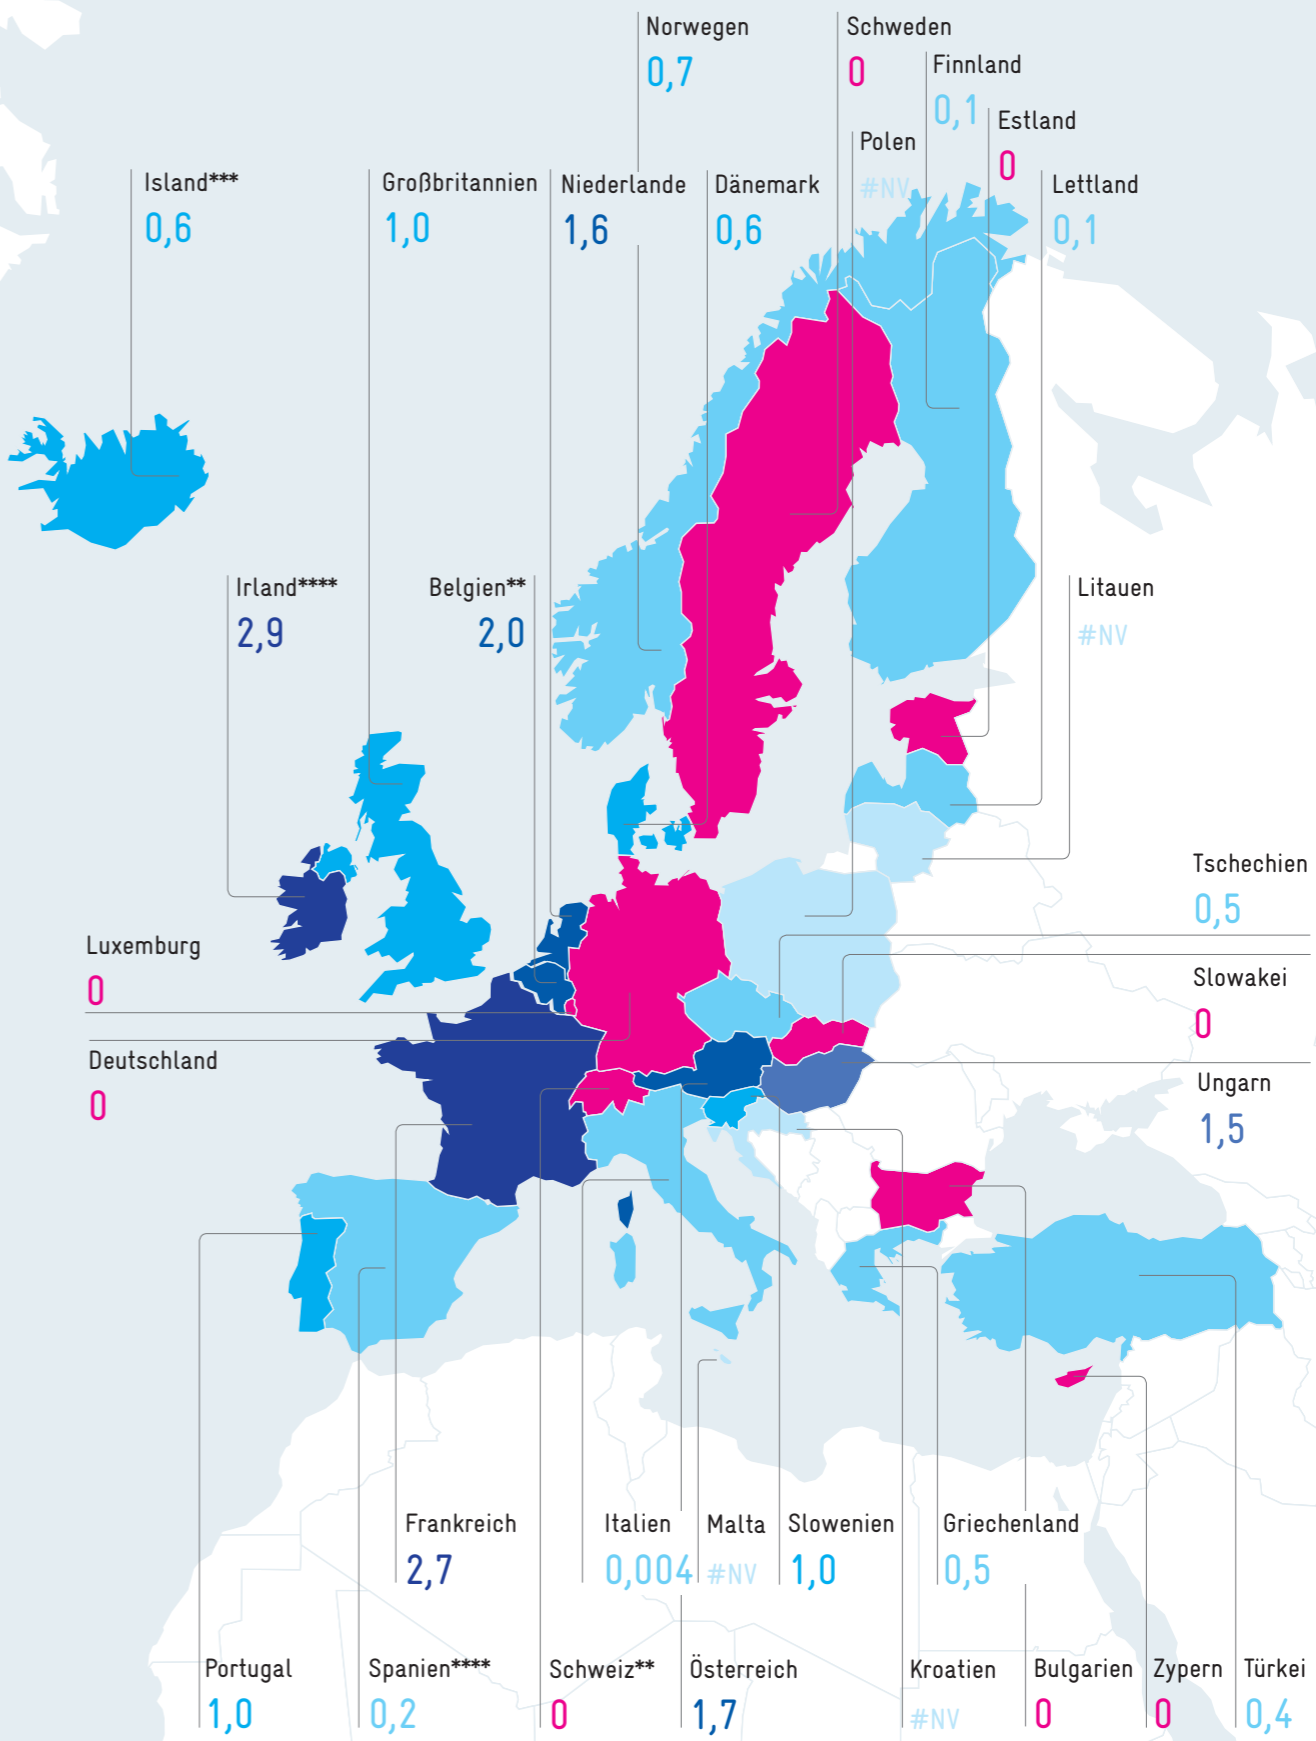 Norwegen
0,7
Schweden
0
Finnland
0,1
Estland
0
Polen
#NV
Island***
0,6
Großbritannien
1,0
Niederlande
1,6
Dänemark
0,6
Lettland
0,1
Irland****
2,9
Belgien**
2,0
Litauen
#NV
Tschechien
0,5
Luxemburg
0
Slowakei
0
Deutschland
0
Ungarn
1,5
Frankreich
2,7
Italien
0,004
Malta
#NV
Slowenien
1,0
Griechenland
0,5
Portugal
1,0
Spanien****
0,2
Schweiz**
0
Österreich
1,7
Kroatien
#NV
Bulgarien
0
Zypern
0
Türkei
0,4